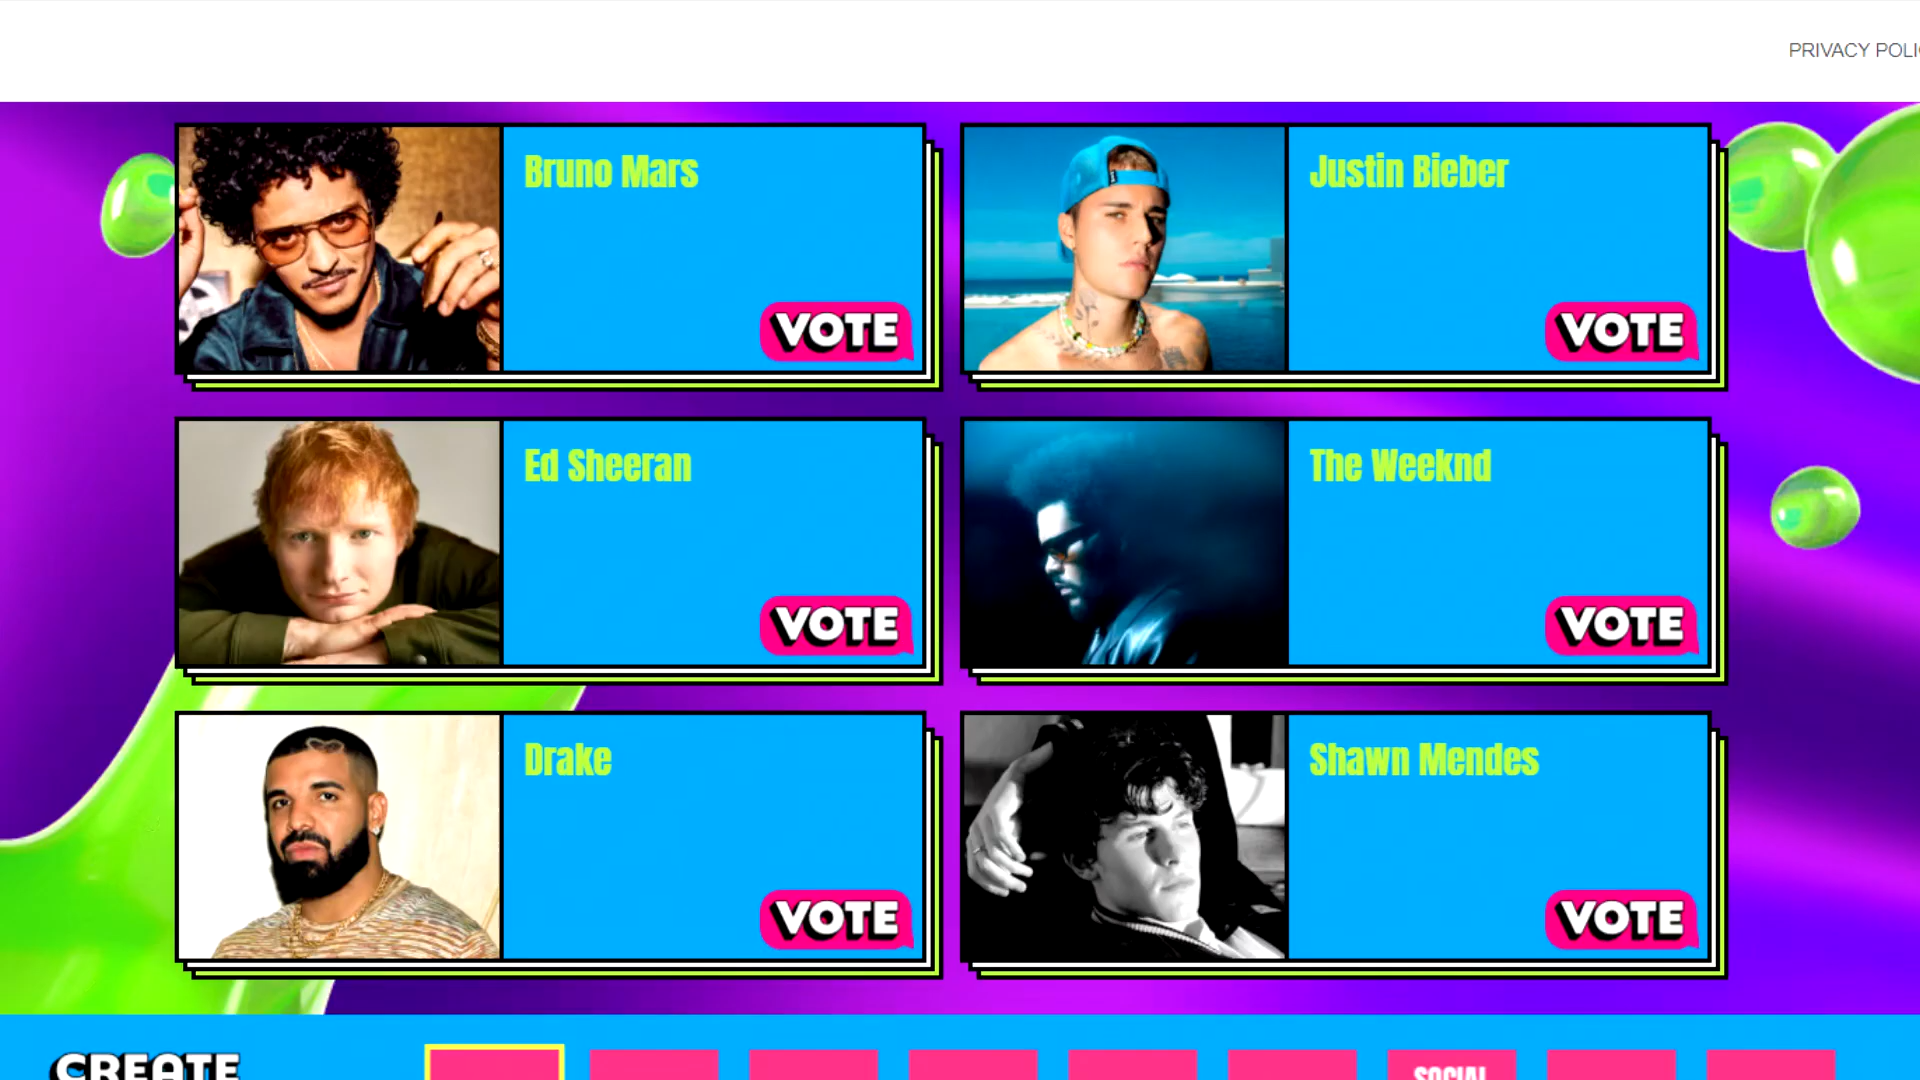 PRIVACY POLI
Bruno Mars
VOTE
Justin Bieber
VOTE
Ed Sheeran
VOTE
The Weeknd
VOTE
Drake
VOTE
Shawn Mendes
VOTE
CREATE
SOCIAL